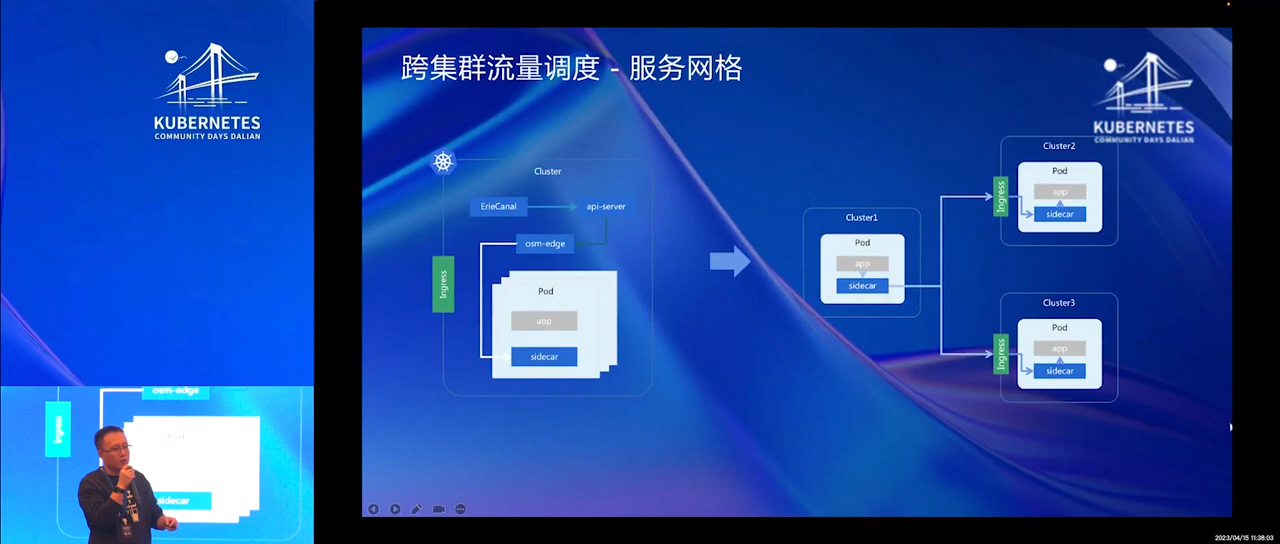 KUBERNETES
COMMUNITY DAYS DALIAN
跨集群流量调度 - 服务网格
KUBERNETES
COMMUNITY DAYS DALIAN
Cluster
ErieCanal
api-server
osm-edge
Ingress
Pod
app
sidecar
Cluster1
Pod
app
sidecar
Cluster2
Ingress
Pod
app
sidecar
Cluster3
Ingress
Pod
app
sidecar
osm-edge
Ingress
Pod
sidecar
2023/04/15 11:38:03